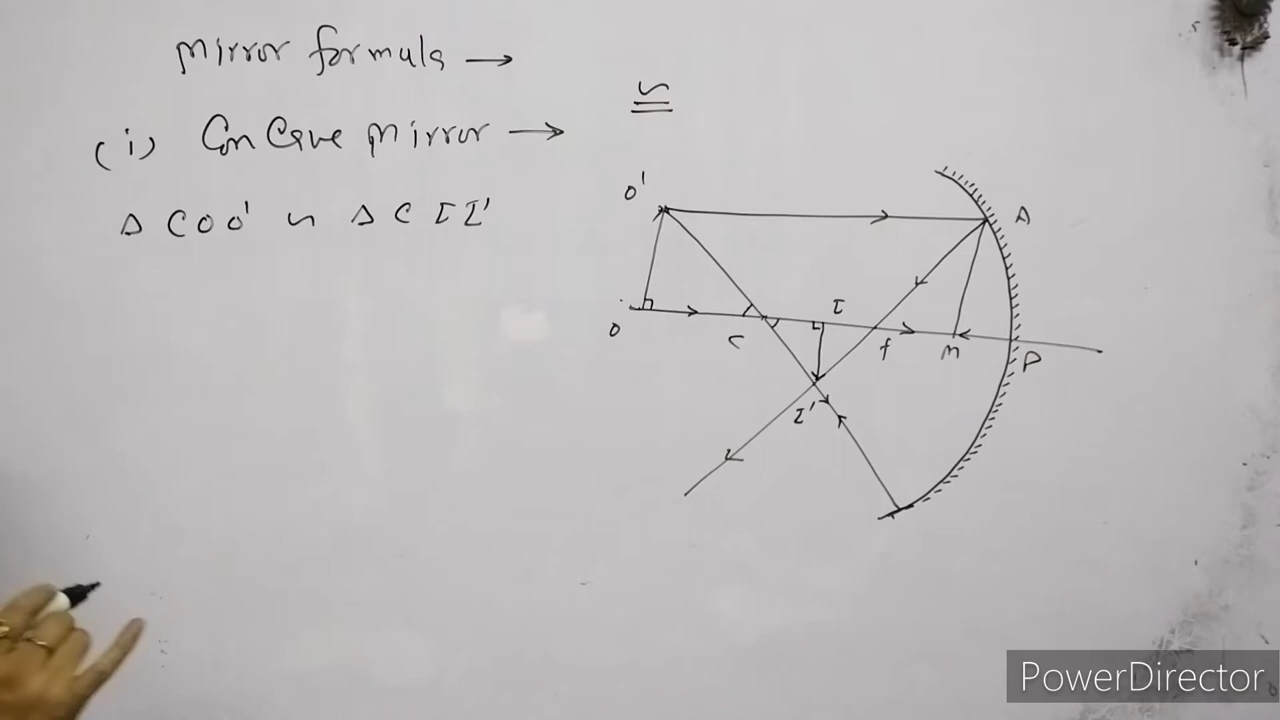 mirror formula →
≅
(i) Concave mirror →
Δ C O O' ∽ Δ C I I'
O'
A
O
C
I
f
M
P
I'
PowerDirector